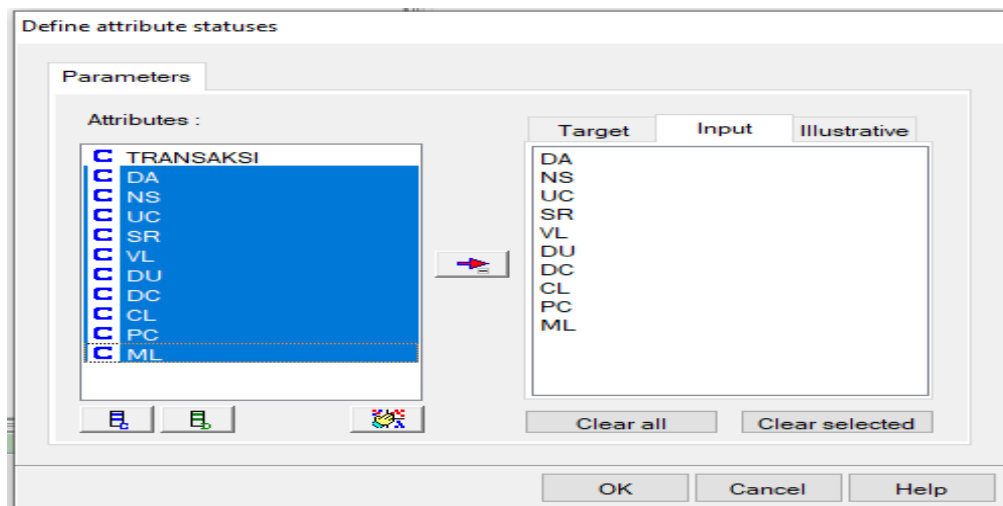 Define attribute statuses
Parameters
Attributes :
C TRANSAKSI
C DA
C NS
C UC
C SR
C VL
C DU
C DC
C CL
C PC
C ML
Target Input Illustrative
DA
NS
UC
SR
VL
DU
DC
CL
PC
ML
Clear all Clear selected
OK Cancel Help